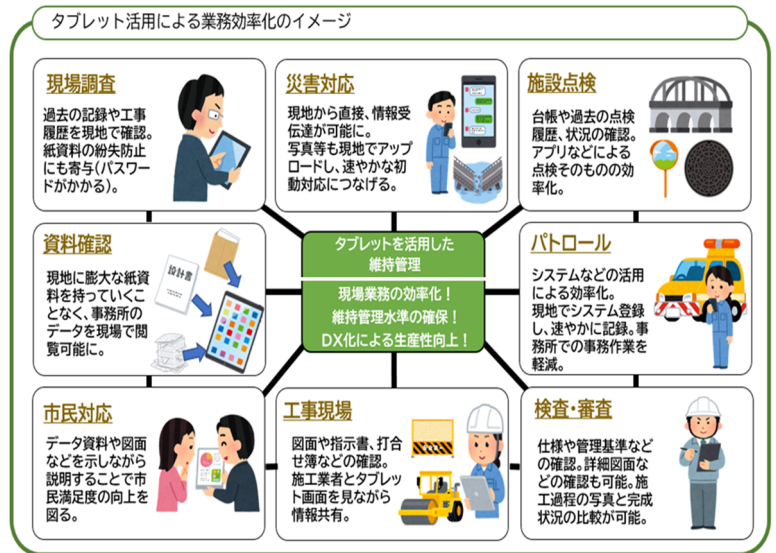 タブレット活用による業務効率化のイメージ
現場調査
過去の記録や工事
履歴を現地で確認。
紙資料の紛失防止
にも寄与(パスワー
ドがかかる)。
災害対応
現地から直接、情報受
伝達が可能に。
写真等も現地でアップ
ロードし、速やかな初
動対応につなげる。
施設点検
台帳や過去の点検
履歴、状況の確認。
アプリなどによる
点検そのものの効
率化。
資料確認
現地に膨大な紙資
料を持っていくこ
となく、事務所の
データを現場で閲
覧可能に。
設計書
タブレットを活用した
維持管理
現場業務の効率化!
維持管理水準の確保!
DX化による生産性向上!
パトロール
システムなどの活用
による効率化。
現地でシステム登録
し、速やかに記録。事
務所での事務作業を
軽減。
市民対応
データ資料や図面
などを示しながら
説明することで市
民満足度の向上を
図る。
工事現場
図面や指示書、打合
せ簿などの確認。
施工業者とタブレッ
ト画面を見ながら
情報共有。
検査・審査
仕様や管理基準など
の確認。詳細図面な
どの確認も可能。施
工過程の写真と完成
状況の比較が可能。